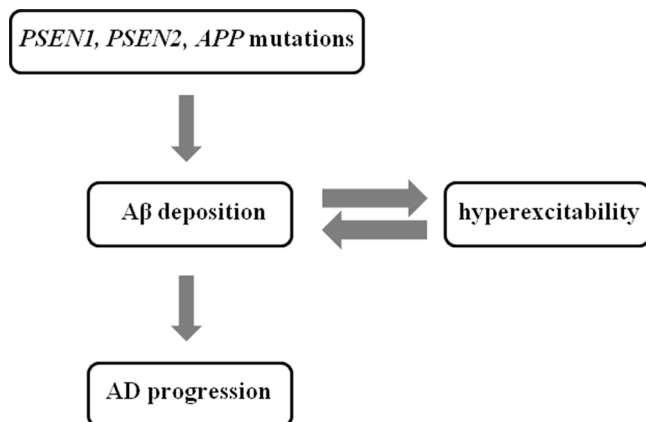 PSEN1, PSEN2, APP mutations
Aβ deposition
hyperexcitability
AD progression